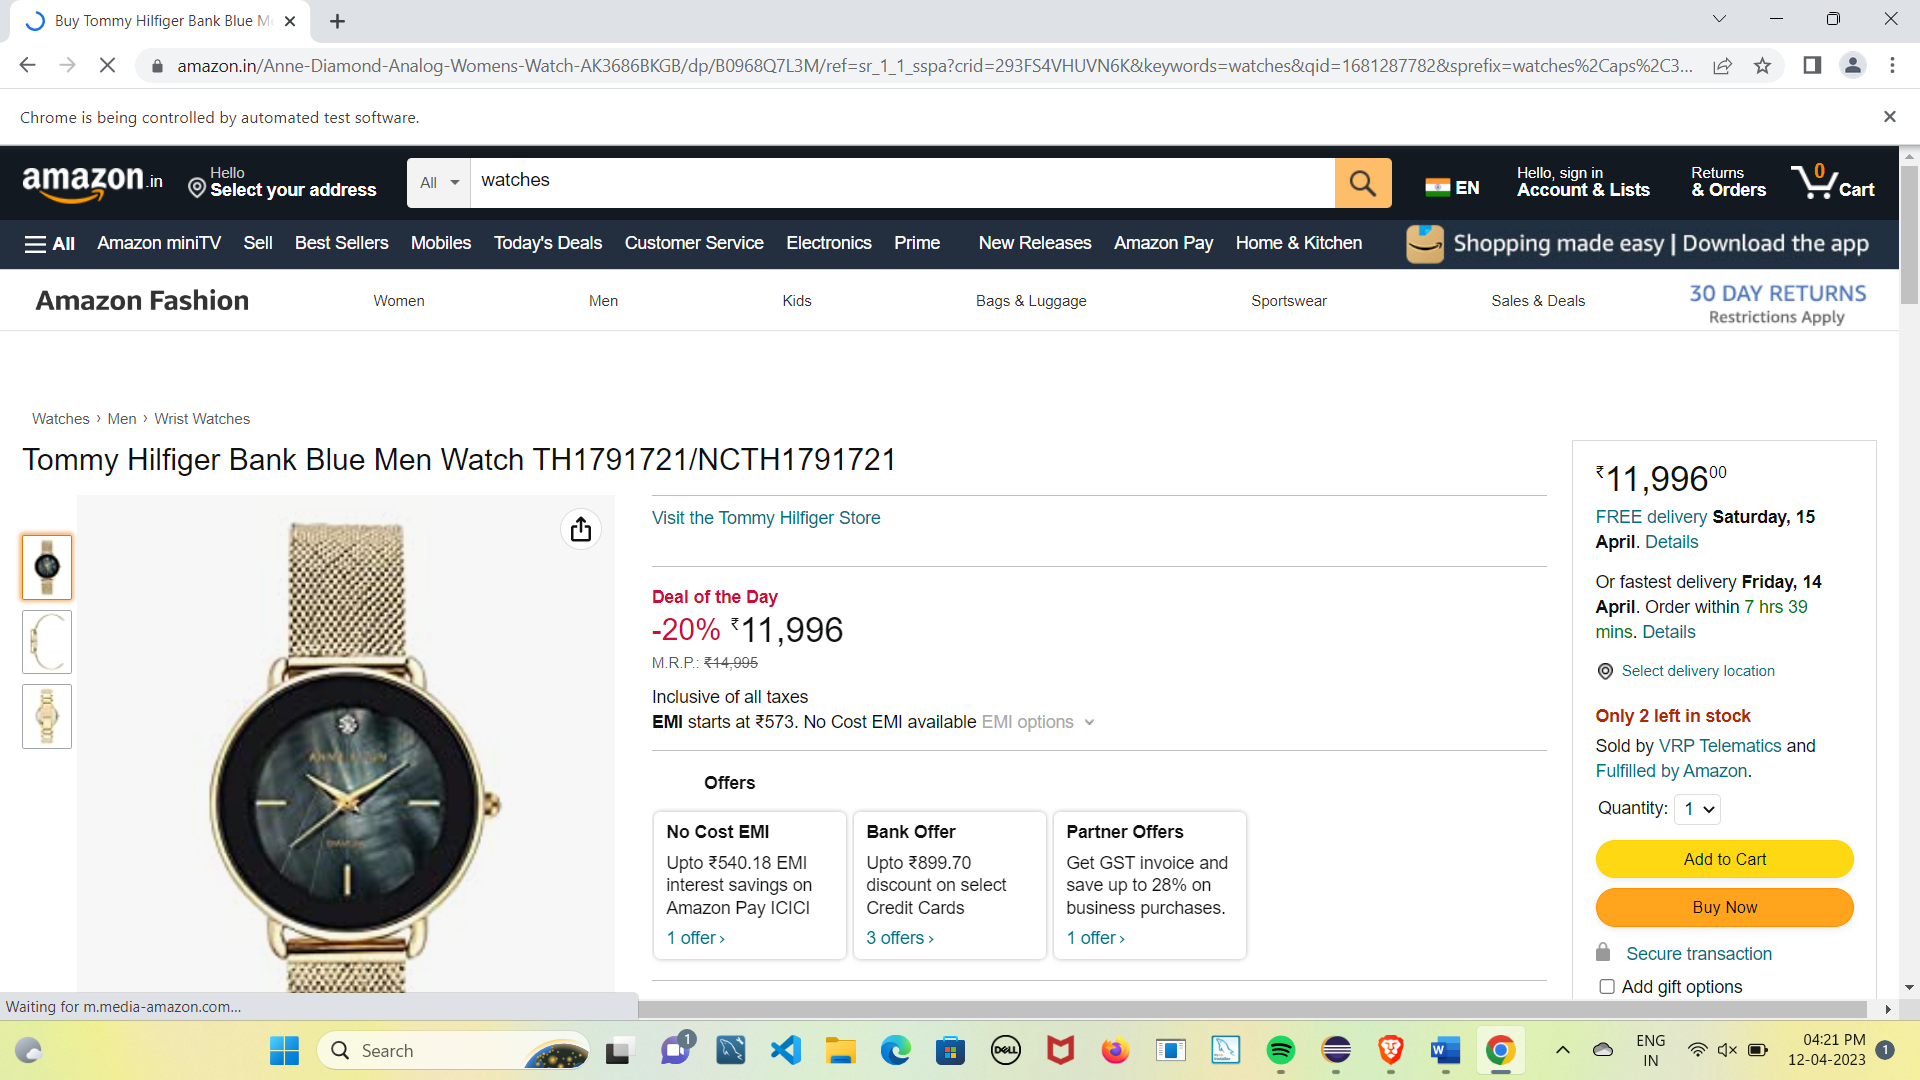 Buy Tommy Hilfiger Bank Blue M
amazon.in/Anne-Diamond-Analog-Womens-Watch-AK3686BKGB/dp/B0968Q7L3M/ref=sr_1_1_sspa?crid=293FS4VHUVN6K&keywords=watches&qid=1681287782&sprefix=watches%2Caps%2C3...
Chrome is being controlled by automated test software.
amazon.in
Hello
Select your address
All
watches
EN
Hello, sign in
Account & Lists
Returns
& Orders
0
Cart
All Amazon miniTV Sell Best Sellers Mobiles Today's Deals Customer Service Electronics Prime New Releases Amazon Pay Home & Kitchen
Shopping made easy | Download the app
Amazon Fashion Women Men Kids Bags & Luggage Sportswear Sales & Deals
30 DAY RETURNS
Restrictions Apply
Watches › Men › Wrist Watches
Tommy Hilfiger Bank Blue Men Watch TH1791721/NCTH1791721
Visit the Tommy Hilfiger Store
Deal of the Day
-20% ₹11,996
M.R.P.: ₹14,995
Inclusive of all taxes
EMI starts at ₹573. No Cost EMI available EMI options
Offers
No Cost EMI
Upto ₹540.18 EMI
interest savings on
Amazon Pay ICICI
1 offer ›
Bank Offer
Upto ₹899.70
discount on select
Credit Cards
3 offers ›
Partner Offers
Get GST invoice and
save up to 28% on
business purchases.
1 offer ›
₹11,99600
FREE delivery Saturday, 15
April. Details
Or fastest delivery Friday, 14
April. Order within 7 hrs 39
mins. Details
Select delivery location
Only 2 left in stock
Sold by VRP Telematics and
Fulfilled by Amazon.
Quantity: 1
Add to Cart
Buy Now
Secure transaction
Add gift options
Waiting for m.media-amazon.com...
Search
1
DELL
W
ENG
IN
04:21 PM
12-04-2023
1